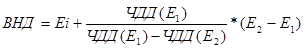 ВНД = Ei + ЧДД(E₁) / (ЧДД(E₁) − ЧДД(E₂)) * (E₂ − E₁)